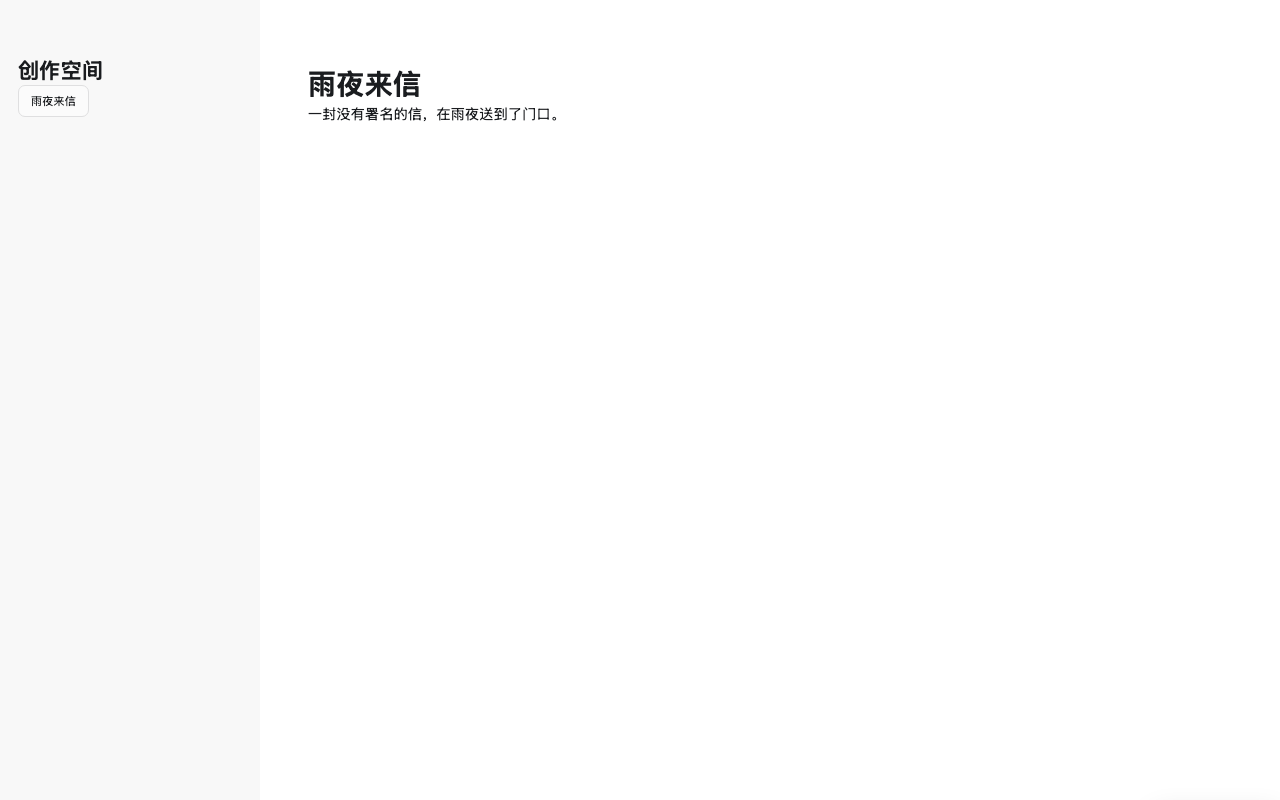 创作空间
雨夜来信
雨夜来信
一封没有署名的信，在雨夜送到了门口。